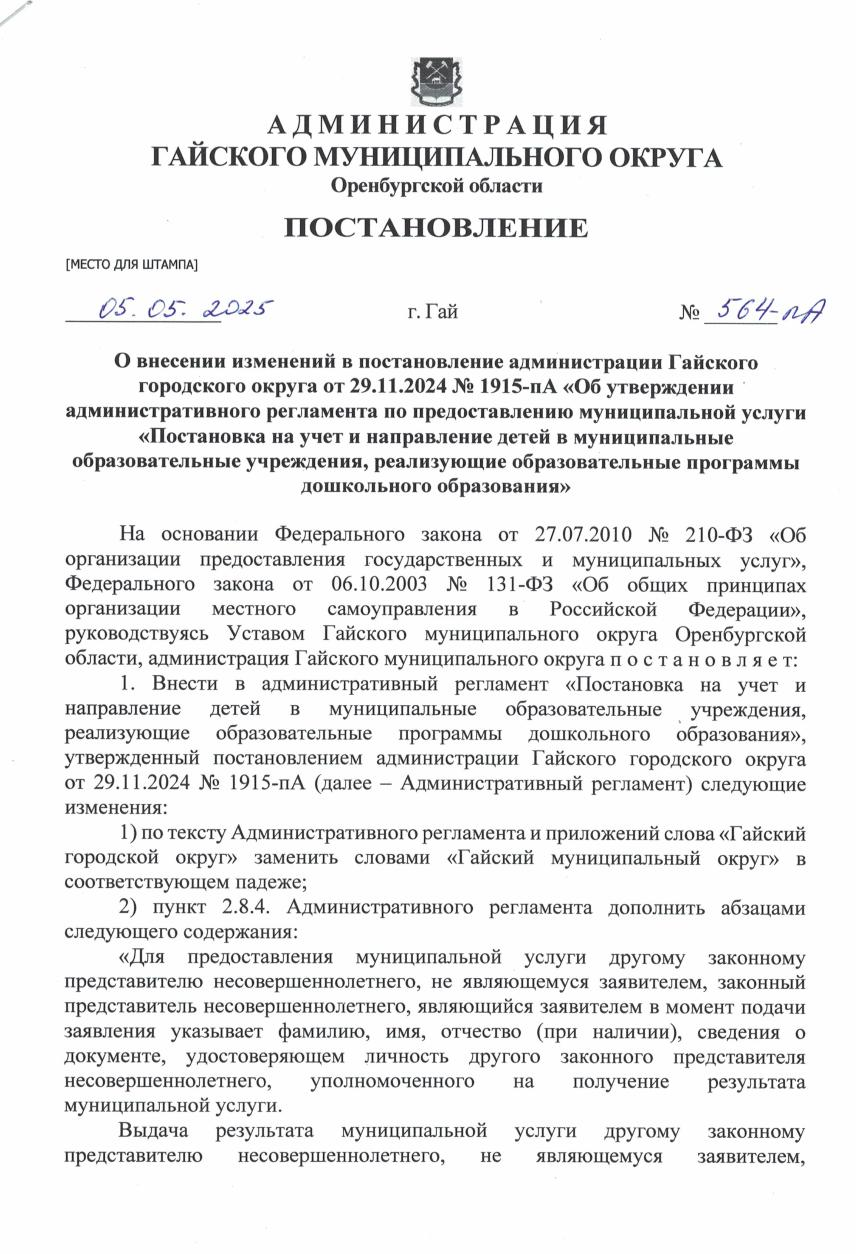 АДМИНИСТРАЦИЯ
ГАЙСКОГО МУНИЦИПАЛЬНОГО ОКРУГА
Оренбургской области
ПОСТАНОВЛЕНИЕ
[МЕСТО ДЛЯ ШТАМПА]
05.05.2025 г. Гай № 564-пА
О внесении изменений в постановление администрации Гайского
городского округа от 29.11.2024 № 1915-пА «Об утверждении
административного регламента по предоставлению муниципальной услуги
«Постановка на учет и направление детей в муниципальные
образовательные учреждения, реализующие образовательные программы
дошкольного образования»
На основании Федерального закона от 27.07.2010 № 210-ФЗ «Об
организации предоставления государственных и муниципальных услуг»,
Федерального закона от 06.10.2003 № 131-ФЗ «Об общих принципах
организации местного самоуправления в Российской Федерации»,
руководствуясь Уставом Гайского муниципального округа Оренбургской
области, администрация Гайского муниципального округа п о с т а н о в л я е т:
1. Внести в административный регламент «Постановка на учет и
направление детей в муниципальные образовательные учреждения,
реализующие образовательные программы дошкольного образования»,
утвержденный постановлением администрации Гайского городского округа
от 29.11.2024 № 1915-пА (далее – Административный регламент) следующие
изменения:
1) по тексту Административного регламента и приложений слова «Гайский
городской округ» заменить словами «Гайский муниципальный округ» в
соответствующем падеже;
2) пункт 2.8.4. Административного регламента дополнить абзацами
следующего содержания:
«Для предоставления муниципальной услуги другому законному
представителю несовершеннолетнего, не являющемуся заявителем, законный
представитель несовершеннолетнего, являющийся заявителем в момент подачи
заявления указывает фамилию, имя, отчество (при наличии), сведения о
документе, удостоверяющем личность другого законного представителя
несовершеннолетнего, уполномоченного на получение результата
муниципальной услуги.
Выдача результата муниципальной услуги другому законному
представителю несовершеннолетнего, не являющемуся заявителем,